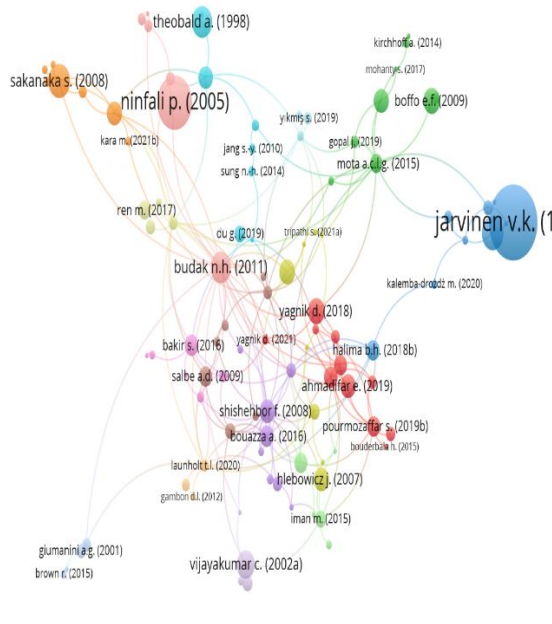 theobald a. (1998)
kirchhoff a. (2014)
mohanty s. (2017)
sakanaka s. (2008)
ninfali p. (2005)
boffo e.f. (2009)
yıkmış s. (2019)
kara m. (2021b)
gopal j. (2019)
jang s.-y. (2010)
mota a.c.l.g. (2015)
sung n.-h. (2014)
ren m. (2017)
jarvinen v.k. (1
du g. (2019)
tripathi s. (2021a)
budak n.h. (2011)
kalemba-drożdż m. (2020)
yagnik d. (2018)
bakir s. (2016)
yagnik d. (2021)
halima b.h. (2018b)
salbe a.d. (2009)
ahmadifar e. (2019)
shishehbor f. (2008)
pourmozaffar s. (2019b)
bouazza a. (2016)
bouderbala h. (2015)
launholt t.l. (2020)
hlebowicz j. (2007)
gambon d.l. (2012)
iman m. (2015)
giumanini a.g. (2001)
vijayakumar c. (2002a)
brown r. (2015)